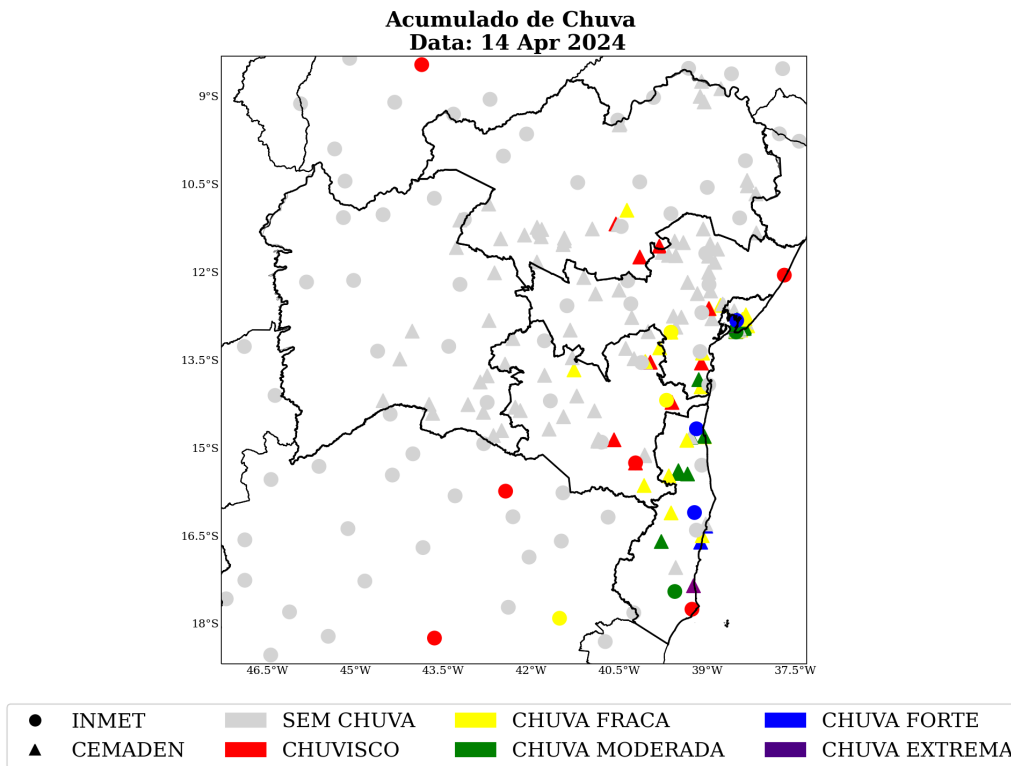 Acumulado de Chuva
Data: 14 Apr 2024
9°S
10.5°S
12°S
13.5°S
15°S
16.5°S
18°S
46.5°W 45°W 43.5°W 42°W 40.5°W 39°W 37.5°W
INMET SEM CHUVA CHUVA FRACA CHUVA FORTE
CEMADEN CHUVISCO CHUVA MODERADA CHUVA EXTREMA